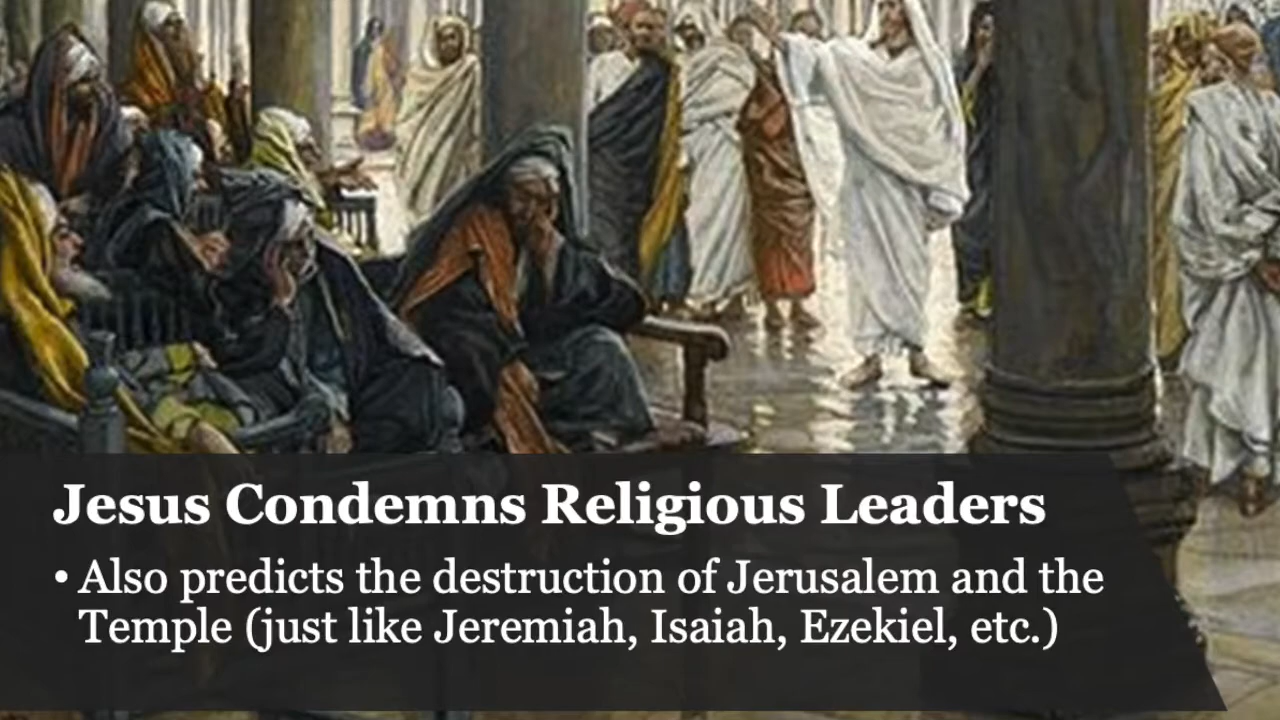 Jesus Condemns Religious Leaders
• Also predicts the destruction of Jerusalem and the
Temple (just like Jeremiah, Isaiah, Ezekiel, etc.)